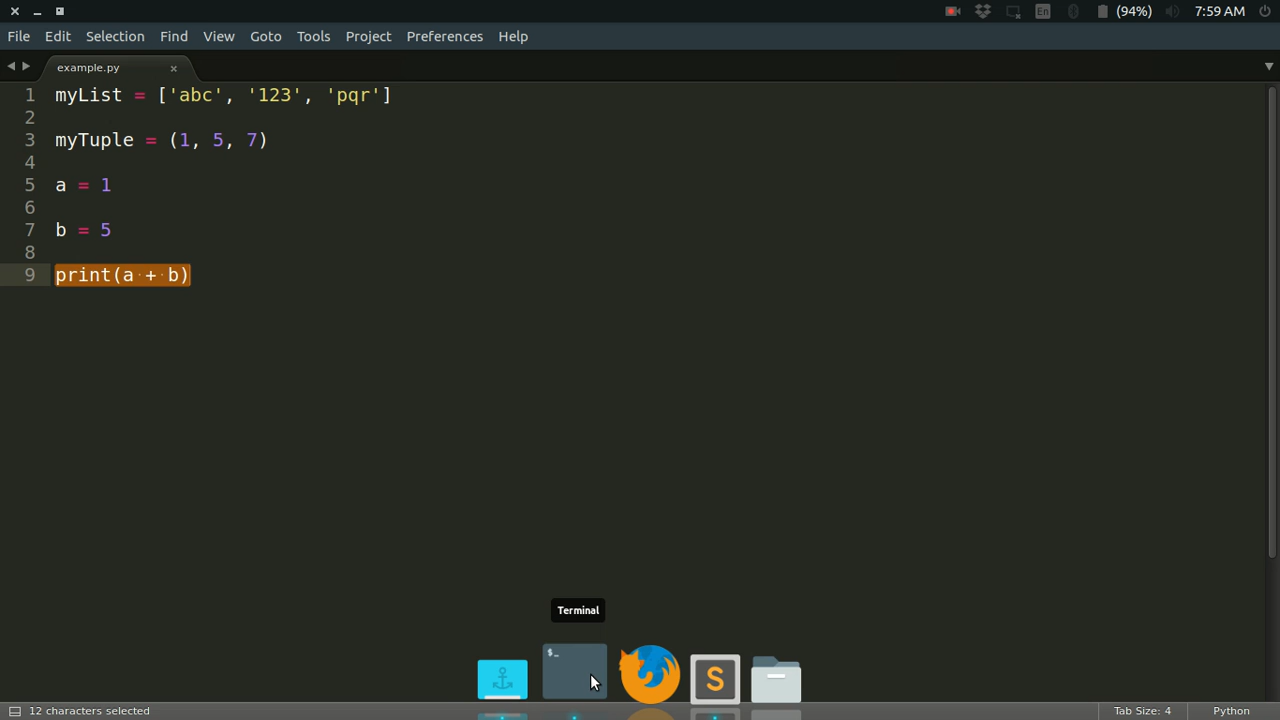 En (94%) 7:59 AM
File Edit Selection Find View Goto Tools Project Preferences Help
example.py
1 myList = ['abc', '123', 'pqr']
2
3 myTuple = (1, 5, 7)
4
5 a = 1
6
7 b = 5
8
9 print(a + b)
Terminal
$_
S
12 characters selected Tab Size: 4 Python